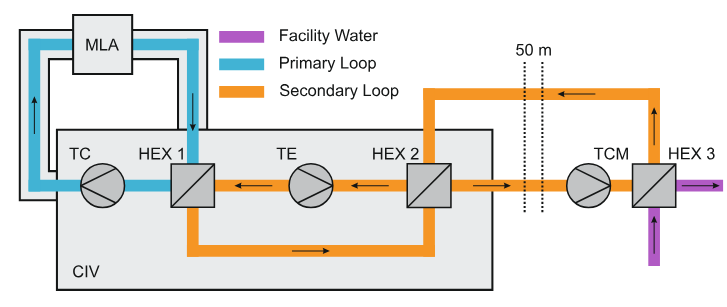 MLA
Facility Water
Primary Loop
Secondary Loop
50 m
TC
HEX 1
TE
HEX 2
TCM
HEX 3
CIV